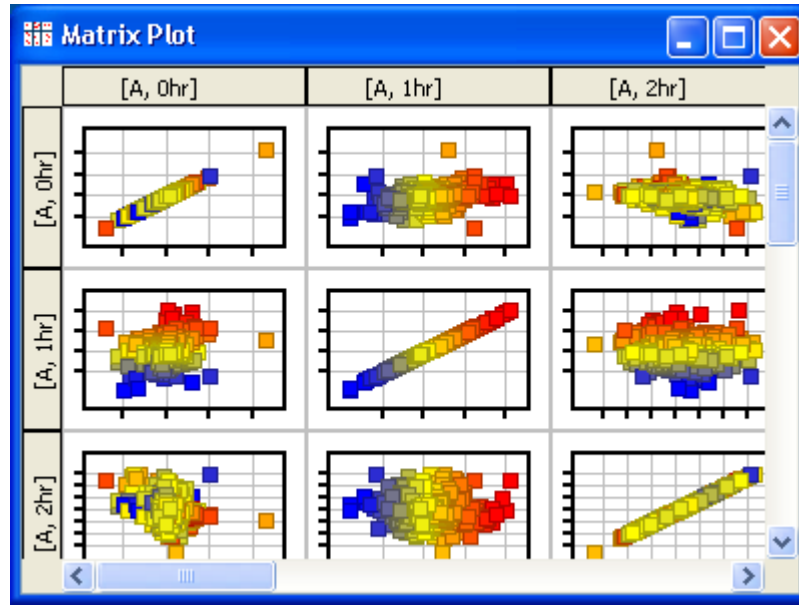 Matrix Plot
[A, 0hr] [A, 1hr] [A, 2hr]
[A, 0hr]
[A, 1hr]
[A, 2hr]